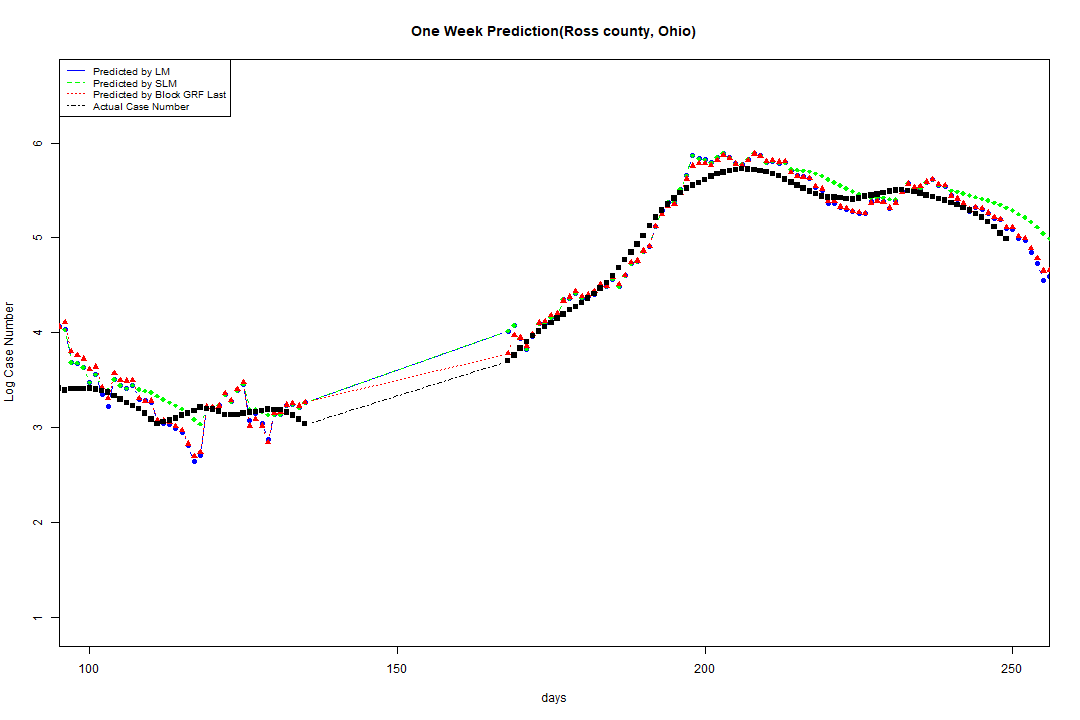 One Week Prediction(Ross county, Ohio)
Predicted by LM
Predicted by SLM
Predicted by Block GRF Last
Actual Case Number
6
5
4
3
2
1
Log Case Number
100 150 200 250
days